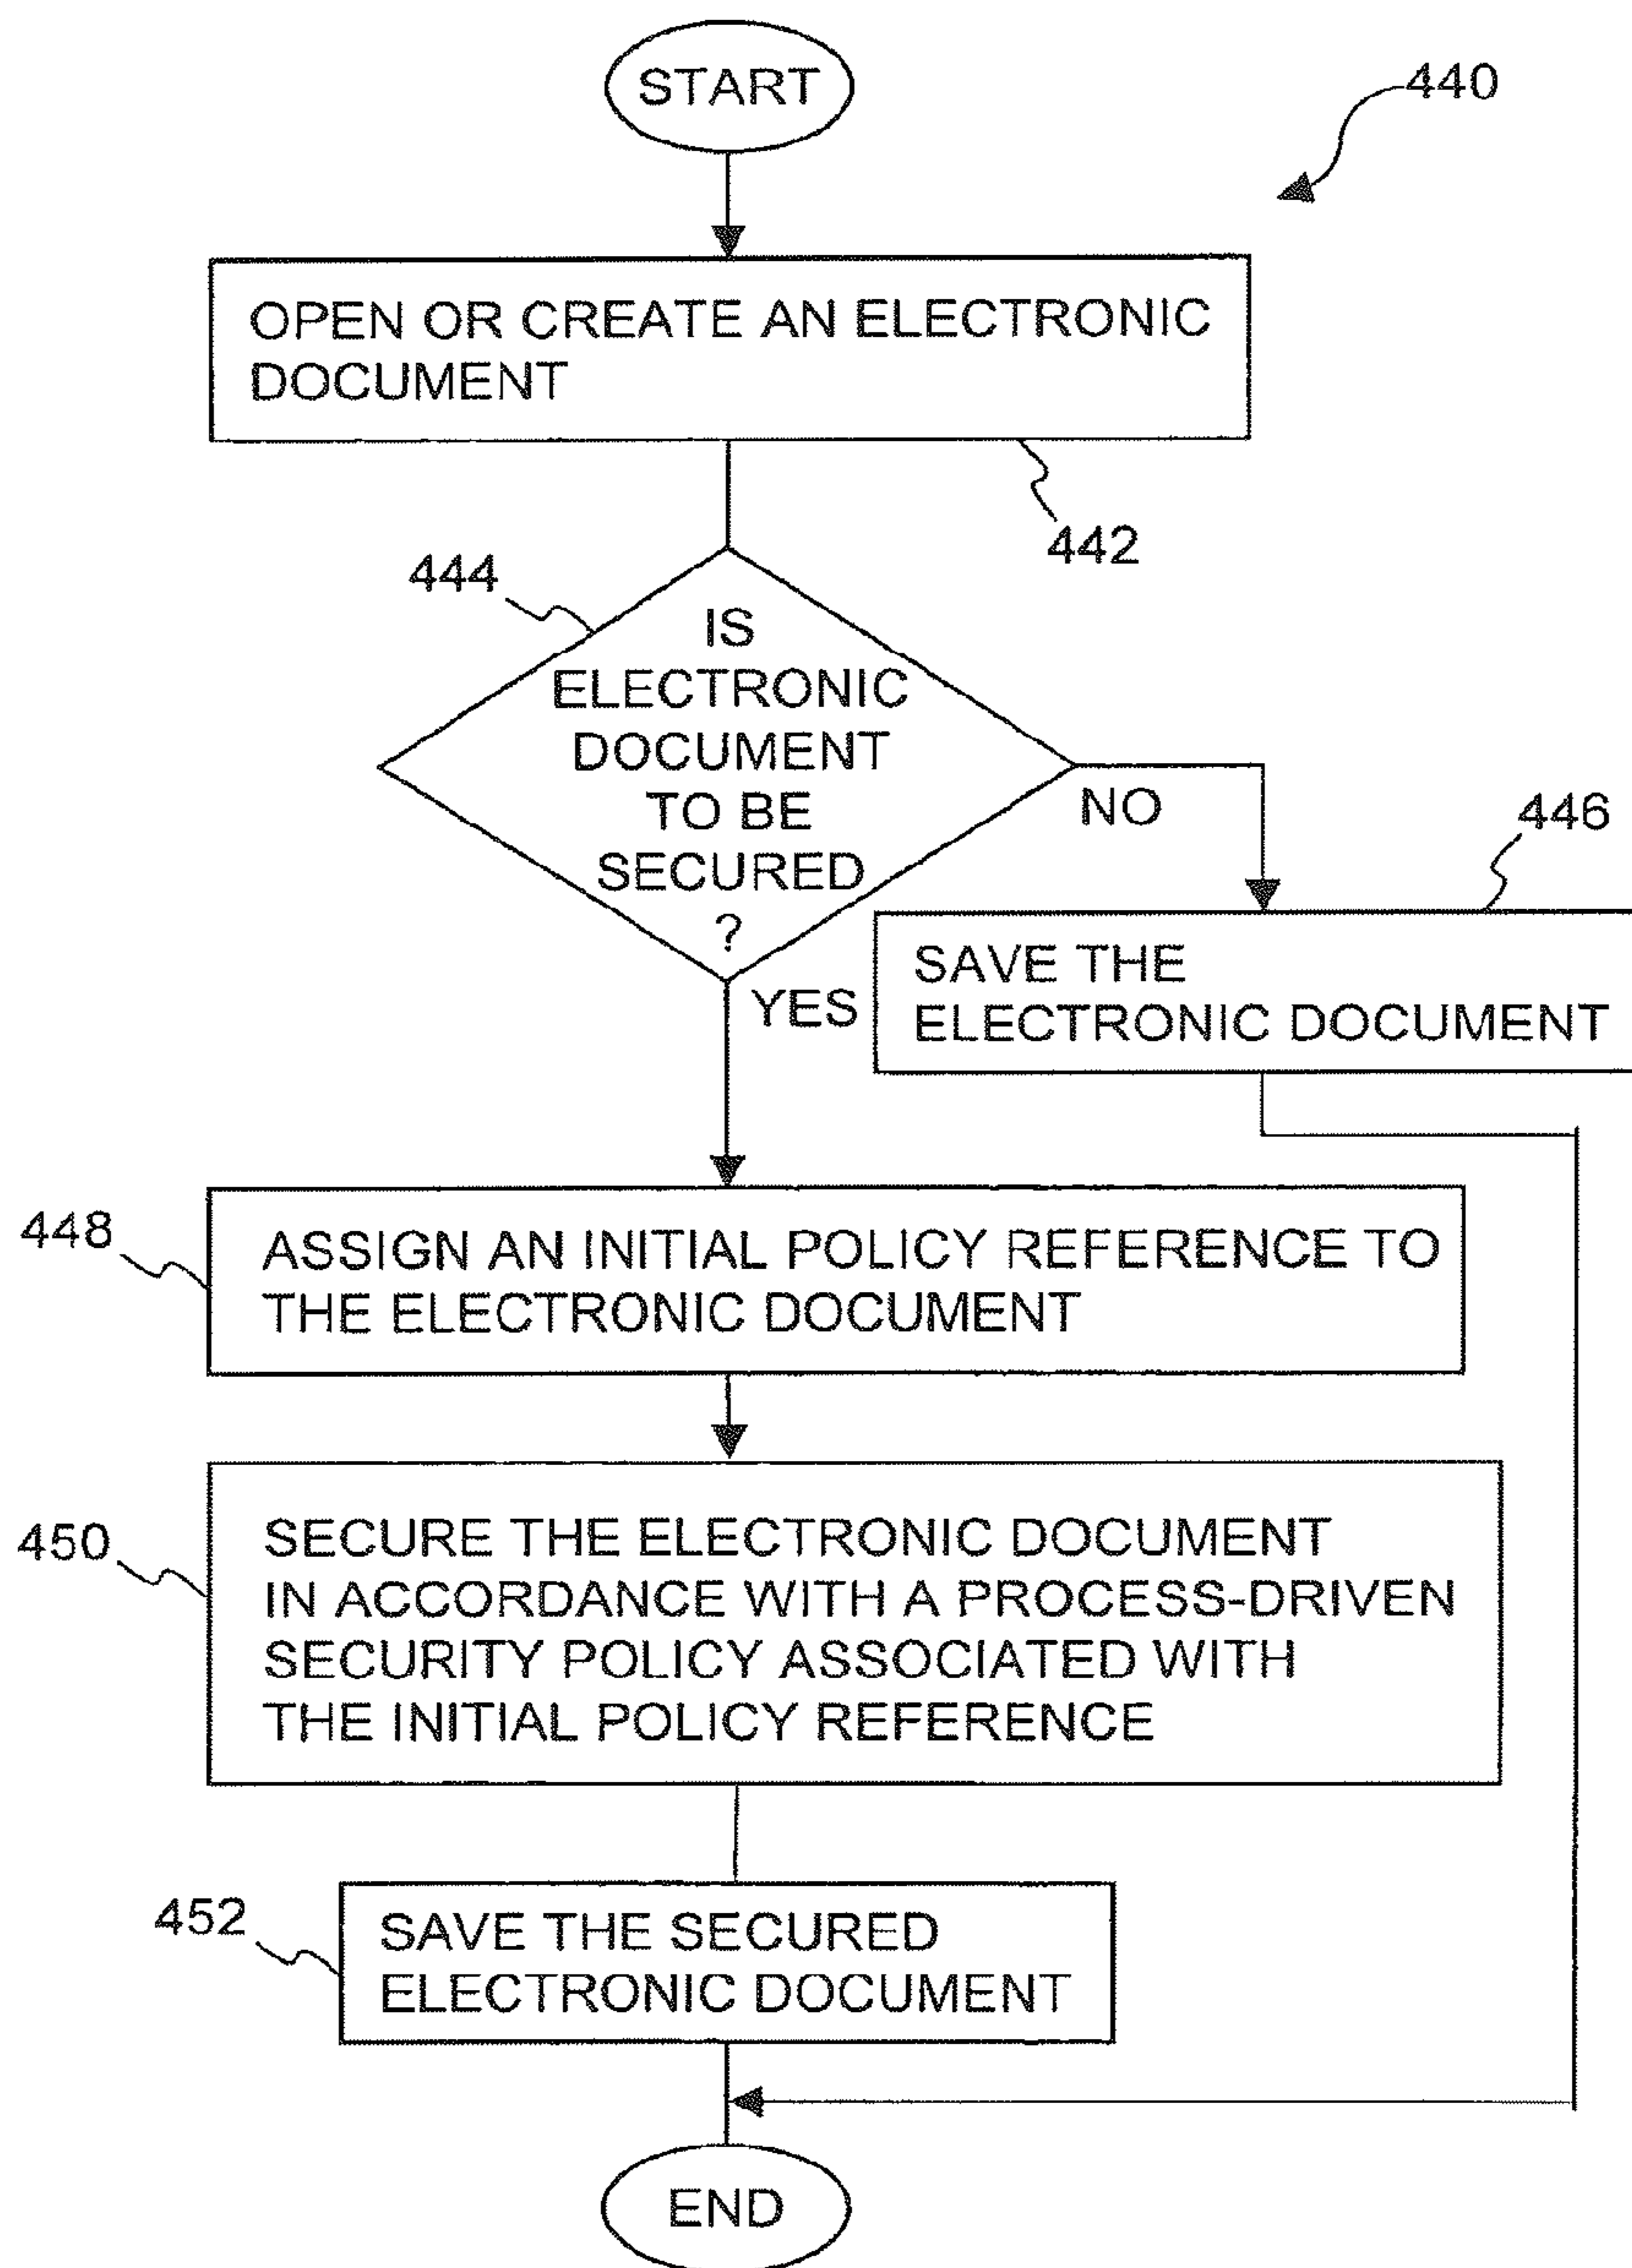 START
440
OPEN OR CREATE AN ELECTRONIC
DOCUMENT
442
444
IS
ELECTRONIC
DOCUMENT
TO BE
SECURED
?
NO
YES
446
SAVE THE
ELECTRONIC DOCUMENT
448
ASSIGN AN INITIAL POLICY REFERENCE TO
THE ELECTRONIC DOCUMENT
450
SECURE THE ELECTRONIC DOCUMENT
IN ACCORDANCE WITH A PROCESS-DRIVEN
SECURITY POLICY ASSOCIATED WITH
THE INITIAL POLICY REFERENCE
452
SAVE THE SECURED
ELECTRONIC DOCUMENT
END